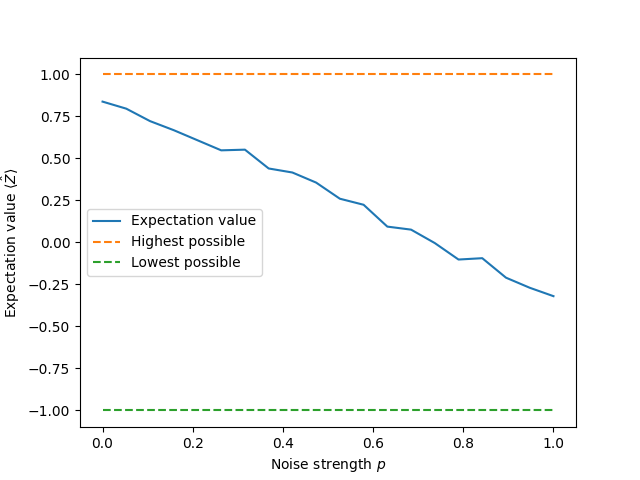 1.00
0.75
0.50
0.25
0.00
−0.25
−0.50
−0.75
−1.00
Expectation value ⟨Ẑ⟩
Expectation value
Highest possible
Lowest possible
0.0 0.2 0.4 0.6 0.8 1.0
Noise strength p